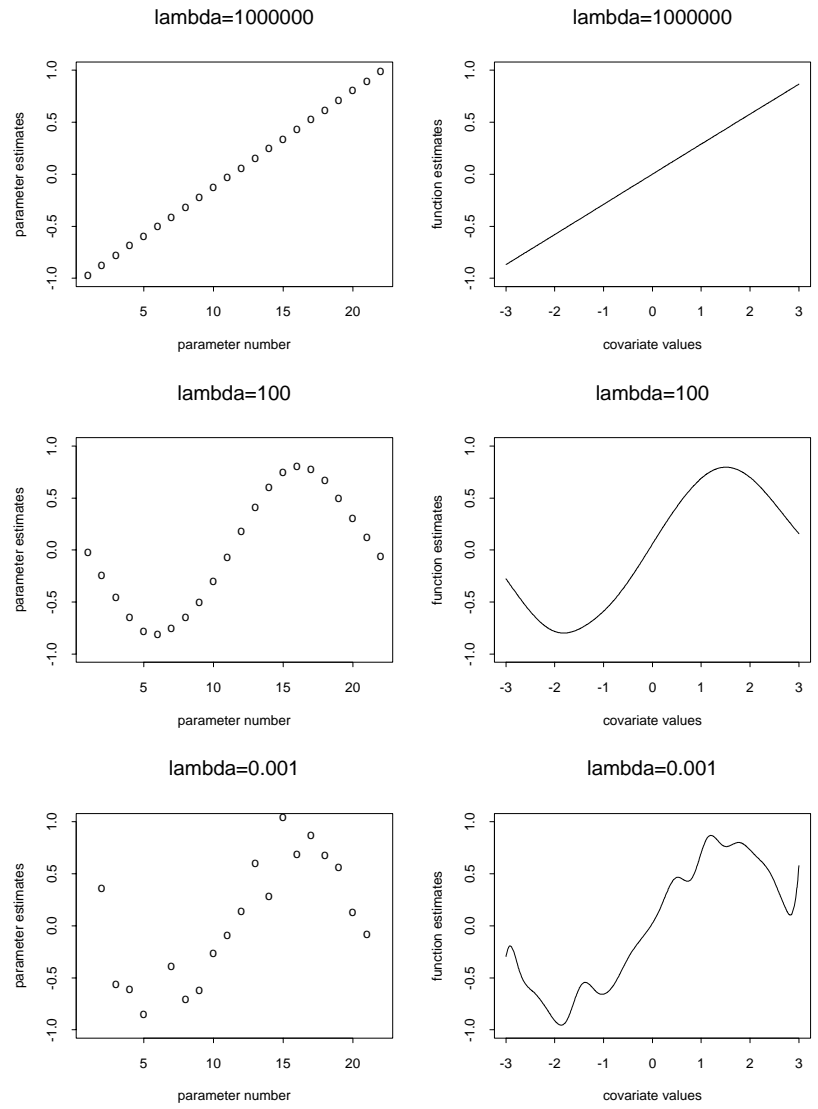 lambda=1000000
parameter estimates
1.0
0.5
0.0
-0.5
-1.0
5 10 15 20
parameter number
lambda=1000000
function estimates
1.0
0.5
0.0
-0.5
-1.0
-3 -2 -1 0 1 2 3
covariate values
lambda=100
parameter estimates
1.0
0.5
0.0
-0.5
-1.0
5 10 15 20
parameter number
lambda=100
function estimates
1.0
0.5
0.0
-0.5
-1.0
-3 -2 -1 0 1 2 3
covariate values
lambda=0.001
parameter estimates
1.0
0.5
0.0
-0.5
-1.0
5 10 15 20
parameter number
lambda=0.001
function estimates
1.0
0.5
0.0
-0.5
-1.0
-3 -2 -1 0 1 2 3
covariate values